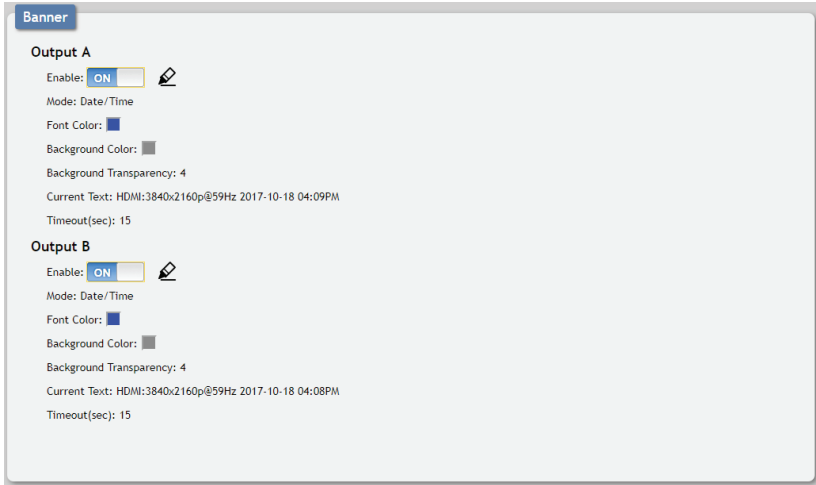 Banner
Output A
Enable: ON
Mode: Date/Time
Font Color:
Background Color:
Background Transparency: 4
Current Text: HDMI:3840x2160p@59Hz 2017-10-18 04:09PM
Timeout(sec): 15
Output B
Enable: ON
Mode: Date/Time
Font Color:
Background Color:
Background Transparency: 4
Current Text: HDMI:3840x2160p@59Hz 2017-10-18 04:08PM
Timeout(sec): 15